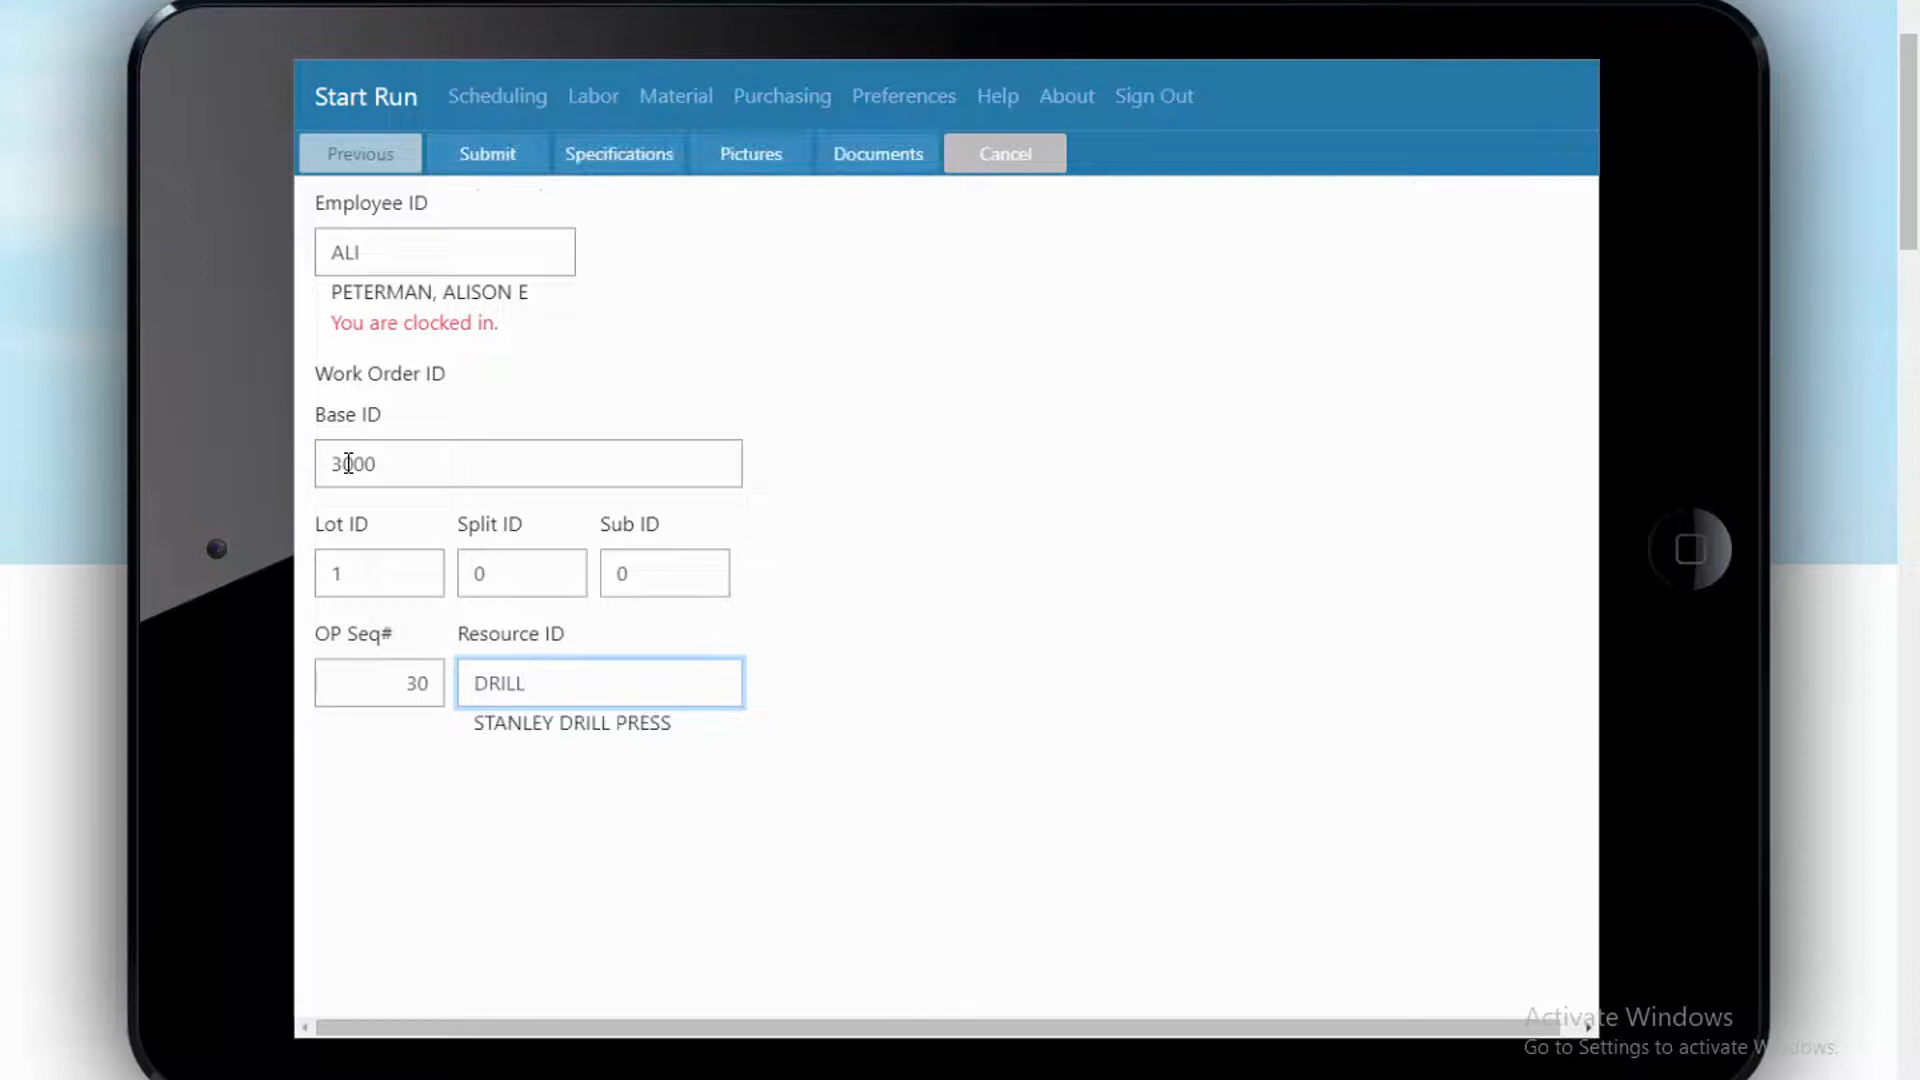 Start Run Scheduling Labor Material Purchasing Preferences Help About Sign Out
Previous Submit Specifications Pictures Documents Cancel
Employee ID
ALI
PETERMAN, ALISON E
You are clocked in.
Work Order ID
Base ID
3000
Lot ID Split ID Sub ID
1 0 0
OP Seq# Resource ID
30 DRILL
STANLEY DRILL PRESS
Activate Windows
Go to Settings to activate Windows.